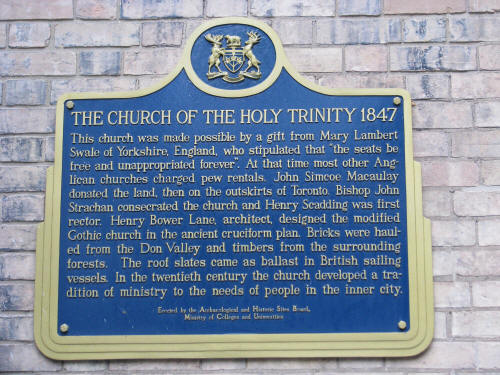 THE CHURCH OF THE HOLY TRINITY 1847
This church was made possible by a gift from Mary Lambert
Swale of Yorkshire, England, who stipulated that "the seats be
free and unappropriated forever". At that time most other Ang-
lican churches charged pew rentals. John Simcoe Macaulay
donated the land, then on the outskirts of Toronto. Bishop John
Strachan consecrated the church and Henry Scadding was first
rector. Henry Bower Lane, architect, designed the modified
Gothic church in the ancient cruciform plan. Bricks were haul-
ed from the Don Valley and timbers from the surrounding
forests. The roof slates came as ballast in British sailing
vessels. In the twentieth century the church developed a tra-
dition of ministry to the needs of people in the inner city.
Erected by the Archaeological and Historic Sites Board,
Ministry of Colleges and Universities